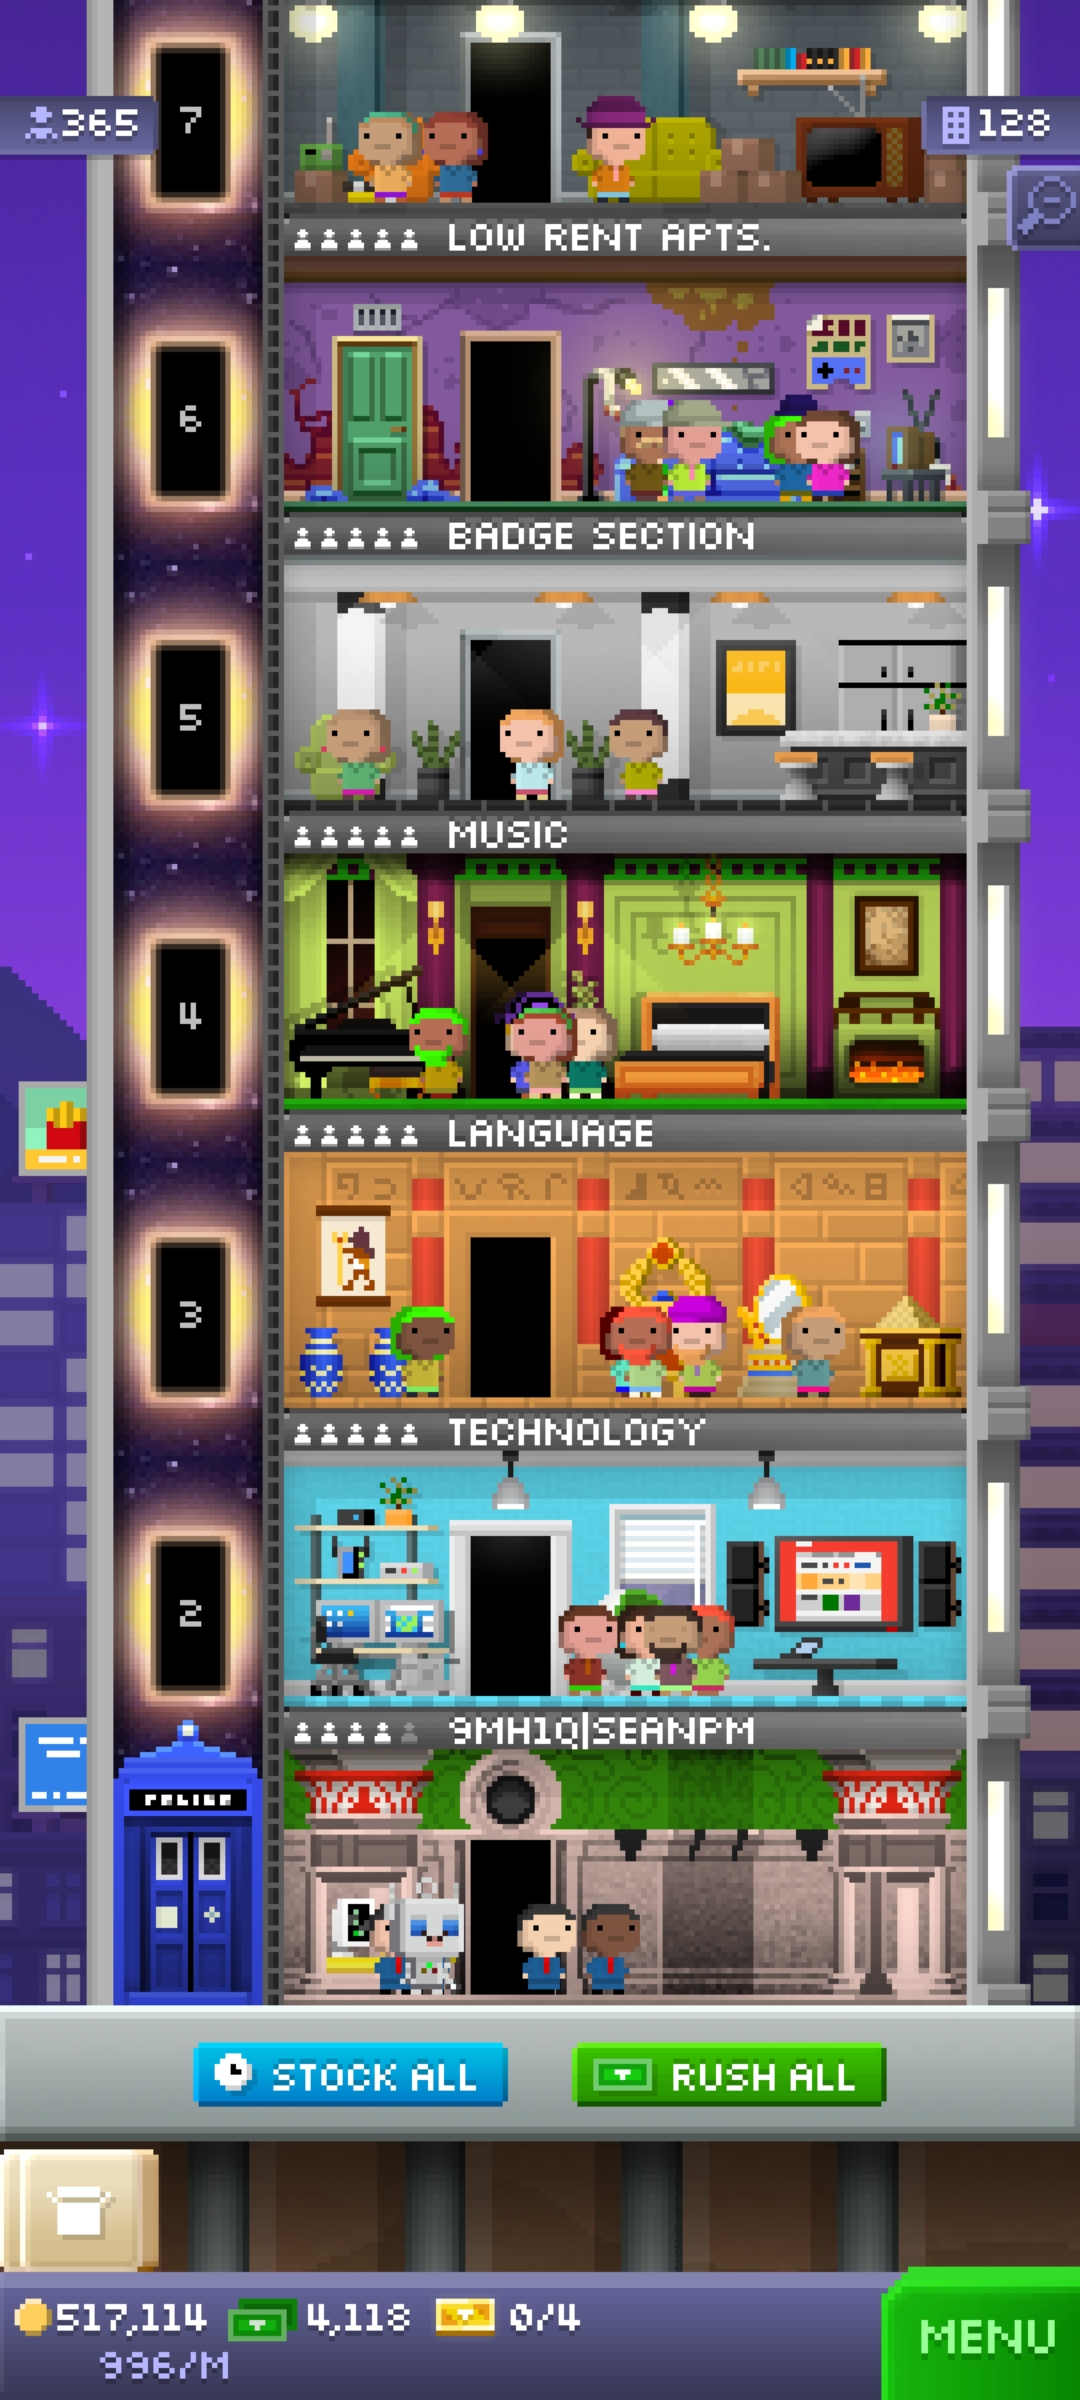 7
365
128
LOW RENT APTS.
6
BADGE SECTION
5
MUSIC
4
LANGUAGE
3
TECHNOLOGY
2
9MH1Q|SEANPM
POLICE
STOCK ALL
RUSH ALL
517,114
4,118
0/4
996/M
MENU